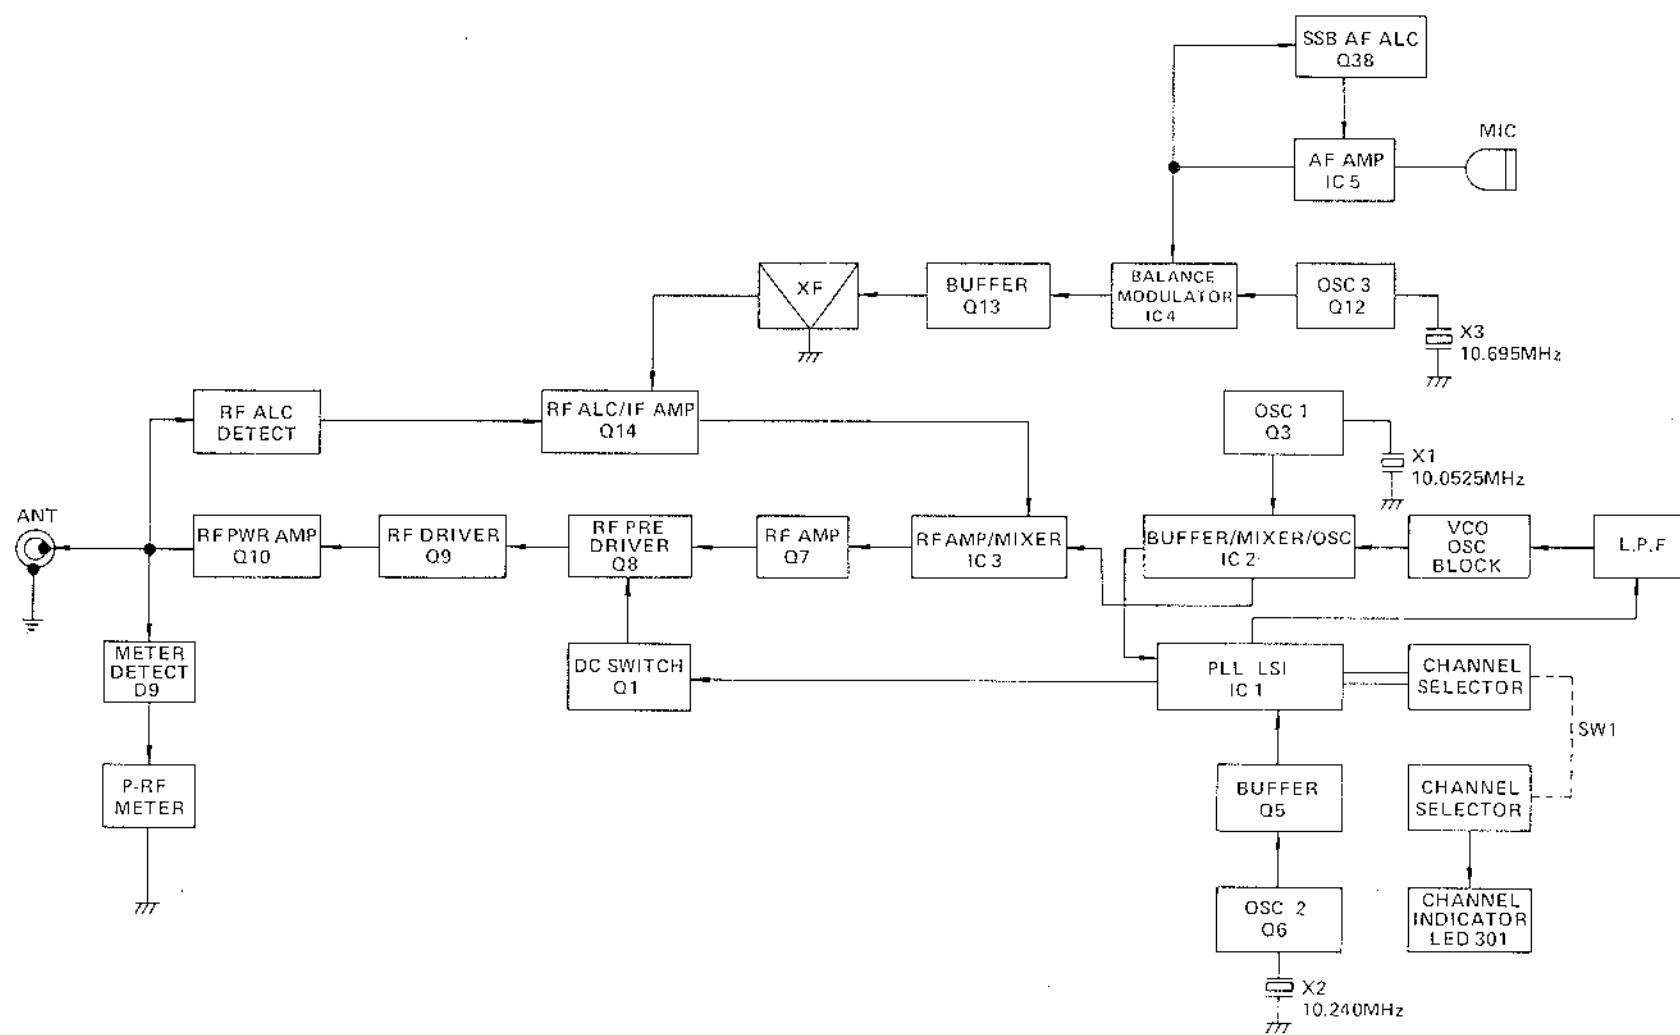 SSB AF ALC
Q38
MIC
AF AMP
IC 5
XF
BUFFER
Q13
BALANCE
MODULATOR
IC4
OSC 3
Q12
X3
10.695MHz
RF ALC
DETECT
RF ALC/IF AMP
Q14
OSC 1
Q3
X1
10.0525MHz
ANT
RF PWR AMP
Q10
RF DRIVER
Q9
RF PRE
DRIVER
Q8
RF AMP
Q7
RF AMP/MIXER
IC 3
BUFFER/MIXER/OSC
IC 2
VCO
OSC
BLOCK
L.P.F
METER
DETECT
D9
DC SWITCH
Q1
PLL LSI
IC 1
CHANNEL
SELECTOR
SW1
P-RF
METER
BUFFER
Q5
CHANNEL
SELECTOR
OSC 2
Q6
CHANNEL
INDICATOR
LED 301
X2
10.240MHz